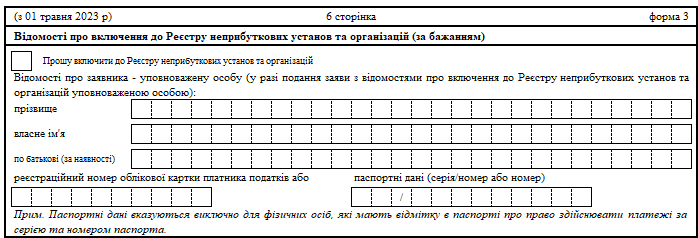 (з 01 травня 2023 р) 6 сторінка форма 3
Відомості про включення до Реєстру неприбуткових установ та організацій (за бажанням)
Прошу включити до Реєстру неприбуткових установ та організацій
Відомості про заявника - уповноважену особу (у разі подання заяви з відомостями про включення до Реєстру неприбуткових установ та
організацій уповноваженою особою):
прізвище
власне ім'я
по батькові (за наявності)
реєстраційний номер облікової картки платника податків або паспортні дані (серія/номер або номер)
/
Прим. Паспортні дані вказуються виключно для фізичних осіб, які мають відмітку в паспорті про право здійснювати платежі за
серією та номером паспорта.